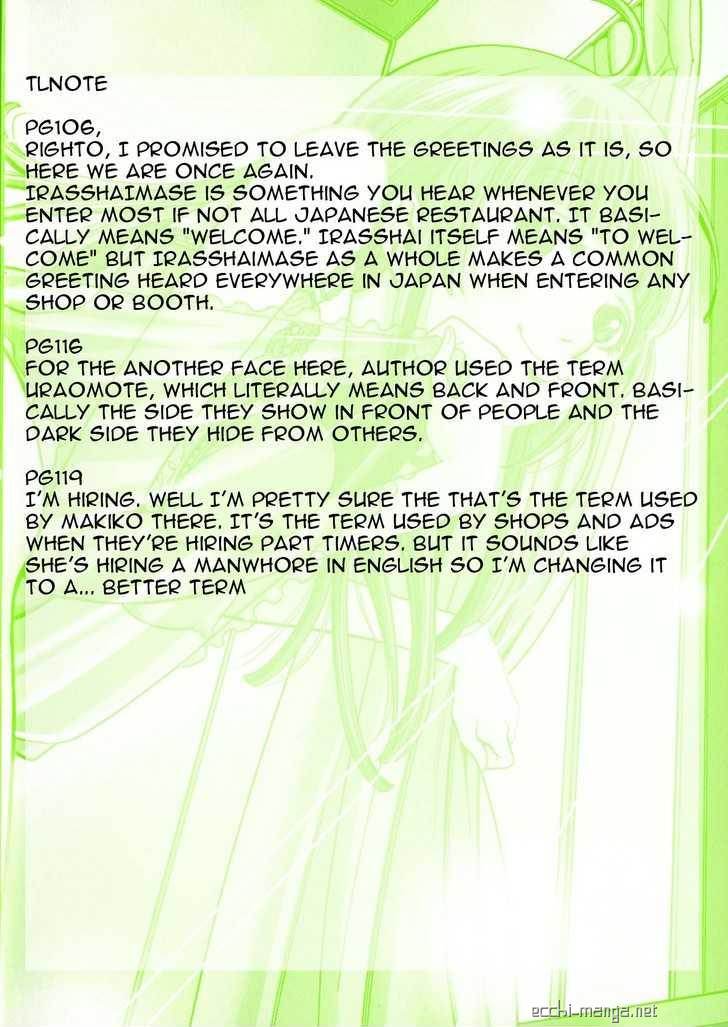 TLNOTE
PG106,
RIGHTO, I PROMISED TO LEAVE THE GREETINGS AS IT IS, SO
HERE WE ARE ONCE AGAIN.
IRASSHAIMASE IS SOMETHING YOU HEAR WHENEVER YOU
ENTER MOST IF NOT ALL JAPANESE RESTAURANT. IT BASI-
CALLY MEANS "WELCOME." IRASSHAI ITSELF MEANS "TO WEL-
COME" BUT IRASSHAIMASE AS A WHOLE MAKES A COMMON
GREETING HEARD EVERYWHERE IN JAPAN WHEN ENTERING ANY
SHOP OR BOOTH.
PG116
FOR THE ANOTHER FACE HERE, AUTHOR USED THE TERM
URAOMOTE, WHICH LITERALLY MEANS BACK AND FRONT. BASI-
CALLY THE SIDE THEY SHOW IN FRONT OF PEOPLE AND THE
DARK SIDE THEY HIDE FROM OTHERS.
PG119
I'M HIRING. WELL I'M PRETTY SURE THE THAT'S THE TERM USED
BY MAKIKO THERE. IT'S THE TERM USED BY SHOPS AND ADS
WHEN THEY'RE HIRING PART TIMERS. BUT IT SOUNDS LIKE
SHE'S HIRING A MANWHORE IN ENGLISH SO I'M CHANGING IT
TO A... BETTER TERM
ecchi-manga.net